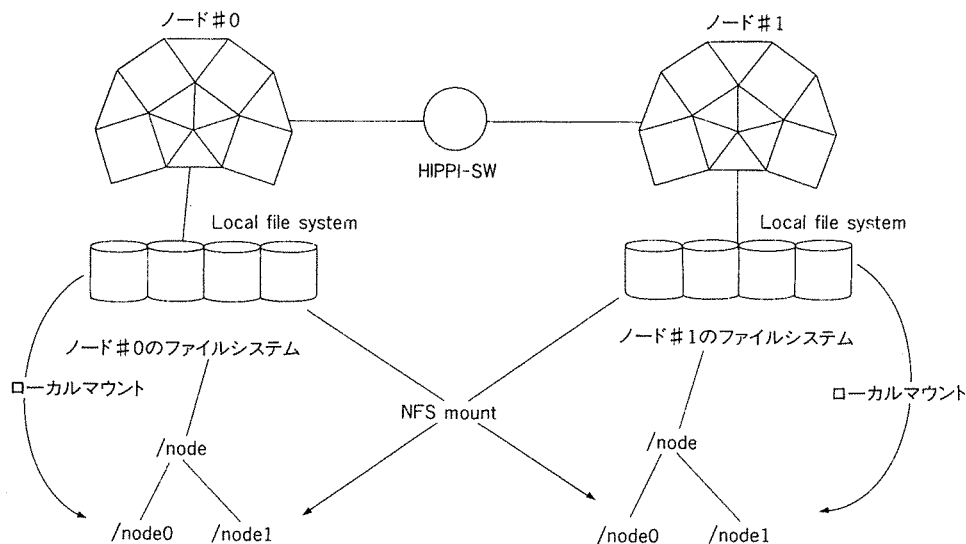 ノード#0
ノード#1
HIPPI-SW
Local file system
Local file system
ノード#0のファイルシステム
ノード#1のファイルシステム
ローカルマウント
ローカルマウント
NFS mount
/node
/node
/node0
/node1
/node0
/node1